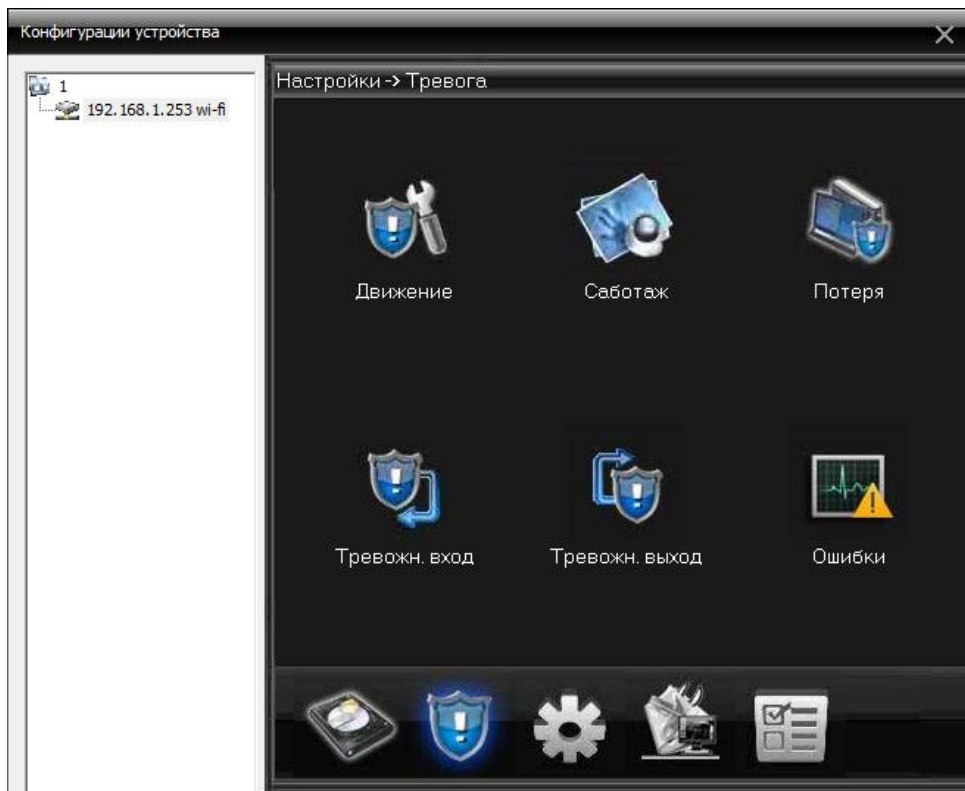 Конфигурации устройства
1
192.168.1.253 wi-fi
Настройки -> Тревога
Движение
Саботаж
Потеря
Тревожн. вход
Тревожн. выход
Ошибки